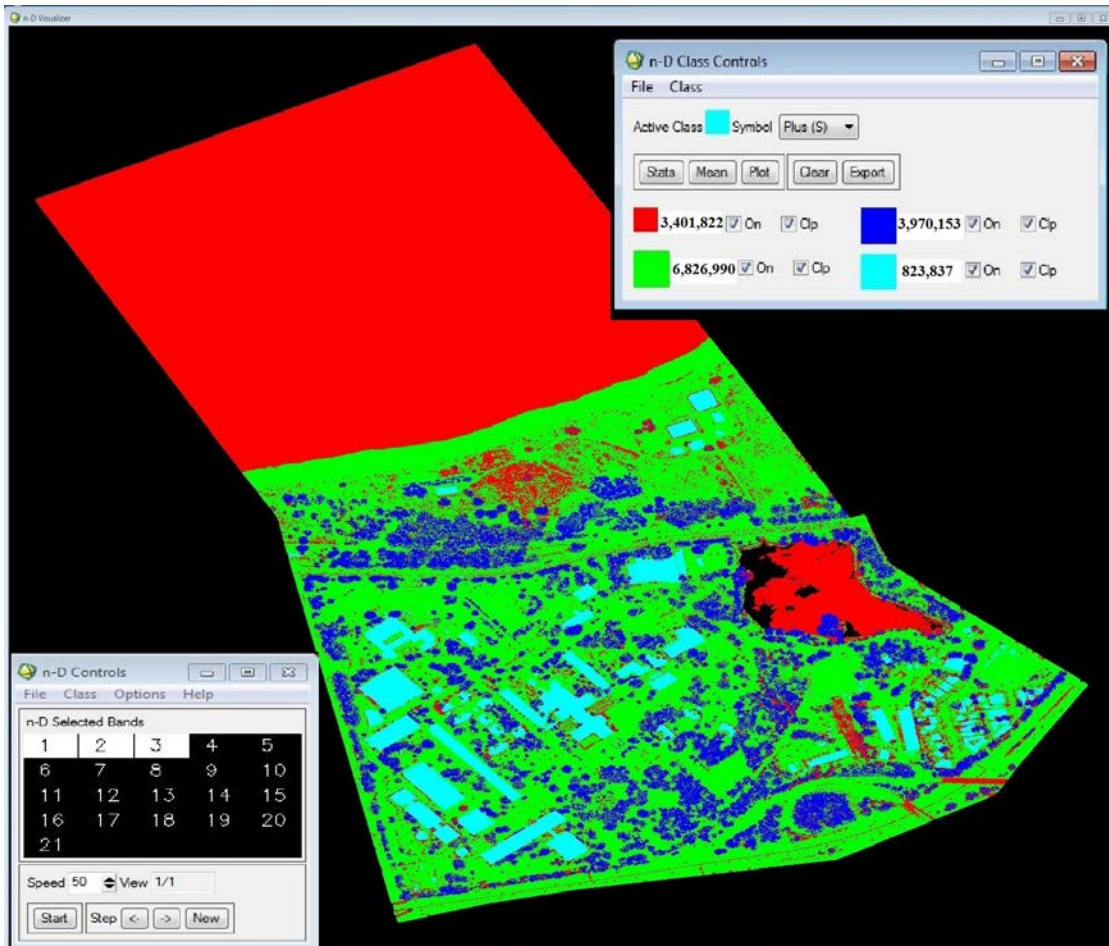 n-D Visualizer
n-D Class Controls
File Class
Active Class Symbol Plus (S)
Stats Mean Plot Clear Export
3,401,822 On Clp 3,970,153 On Clp
6,826,990 On Clp 823,837 On Clp
n-D Controls
File Class Options Help
n-D Selected Bands
1 2 3 4 5
6 7 8 9 10
11 12 13 14 15
16 17 18 19 20
21
Speed 50 View 1/1
Start Step <- -> New